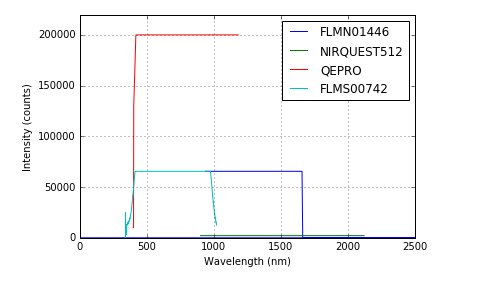 FLMN01446
NIRQUEST512
QEPRO
FLMS00742
Intensity (counts)
200000
150000
100000
50000
0
0 500 1000 1500 2000 2500
Wavelength (nm)